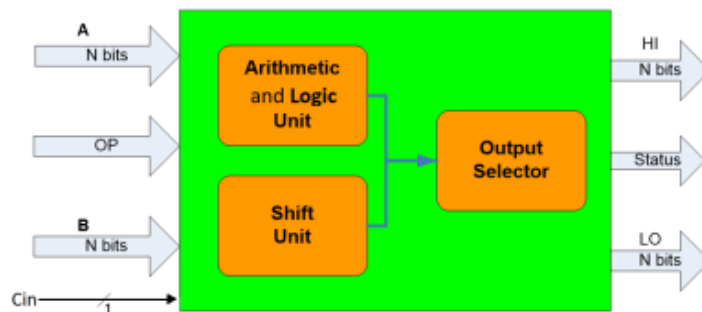 A
N bits
OP
B
N bits
Cin
1
Arithmetic
and Logic
Unit
Shift
Unit
Output
Selector
HI
N bits
Status
LO
N bits